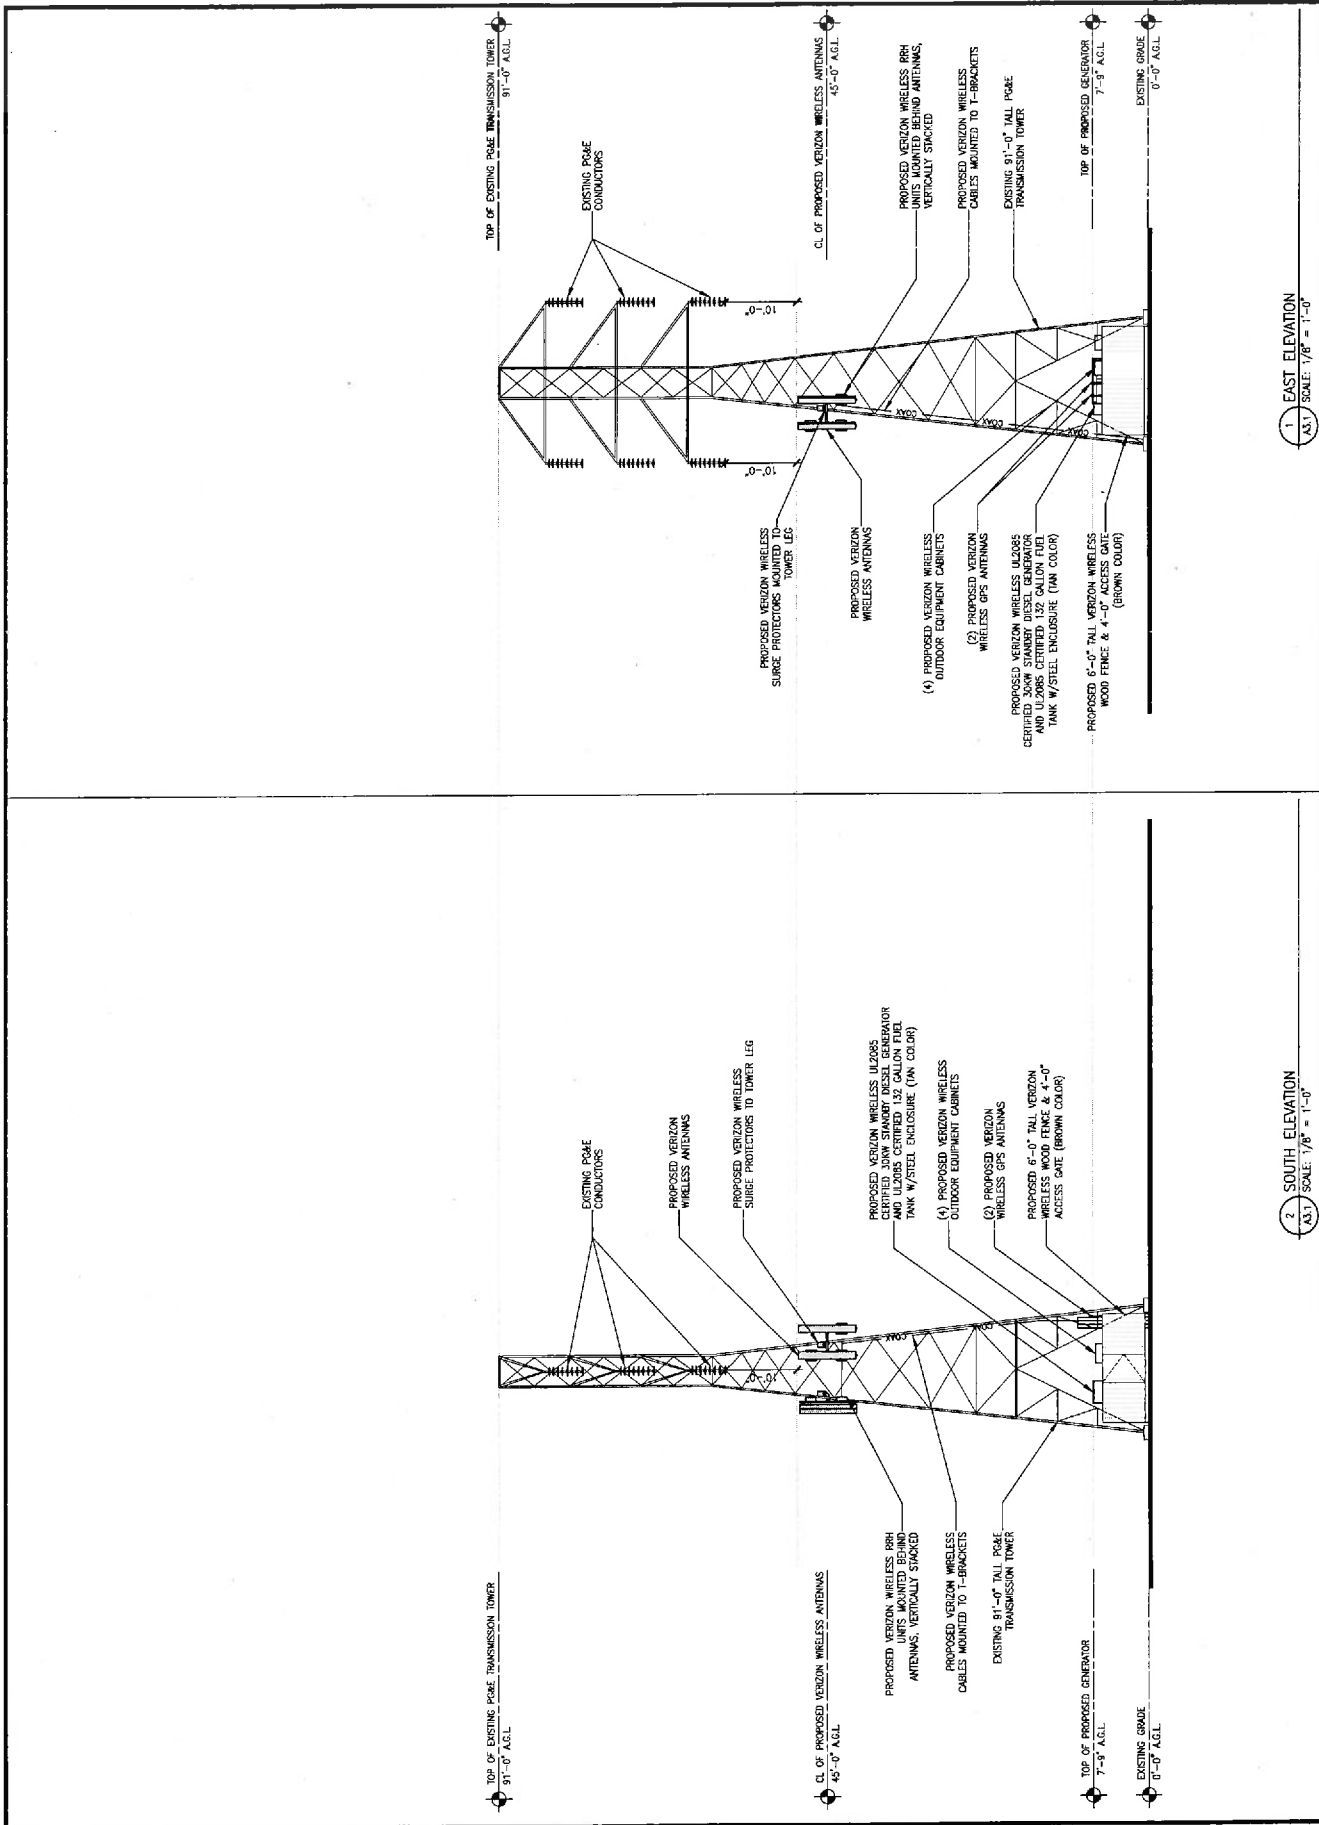 TOP OF EXISTING PG&E TRANSMISSION TOWER
91'-0" A.G.L.
EXISTING PG&E
CONDUCTORS
10'-0"
PROPOSED VERIZON
WIRELESS ANTENNAS
PROPOSED VERIZON WIRELESS
SURGE PROTECTORS TO TOWER LEG
CL OF PROPOSED VERIZON WIRELESS ANTENNAS
45'-0" A.G.L.
PROPOSED VERIZON WIRELESS RRH
UNITS MOUNTED BEHIND
ANTENNAS, VERTICALLY STACKED
PROPOSED VERIZON WIRELESS
CABLES MOUNTED TO T-BRACKETS
EXISTING 91'-0" TALL PG&E
TRANSMISSION TOWER
COAX
COAX
PROPOSED VERIZON WIRELESS UL2085
CERTIFIED 30KW STANDBY DIESEL GENERATOR
AND UL2085 CERTIFIED 132 GALLON FUEL
TANK W/STEEL ENCLOSURE (TAN COLOR)
(4) PROPOSED VERIZON WIRELESS
OUTDOOR EQUIPMENT CABINETS
(2) PROPOSED VERIZON
WIRELESS GPS ANTENNAS
PROPOSED 6'-0" TALL VERIZON
WIRELESS WOOD FENCE & 4'-0"
ACCESS GATE (BROWN COLOR)
TOP OF PROPOSED GENERATOR
7'-9" A.G.L.
EXISTING GRADE
0'-0" A.G.L.
2
A3.1
SOUTH ELEVATION
SCALE: 1/8" = 1'-0"
TOP OF EXISTING PG&E TRANSMISSION TOWER
91'-0" A.G.L.
EXISTING PG&E
CONDUCTORS
10'-0"
10'-0"
PROPOSED VERIZON WIRELESS
SURGE PROTECTORS MOUNTED TO
TOWER LEG
PROPOSED VERIZON
WIRELESS ANTENNAS
CL OF PROPOSED VERIZON WIRELESS ANTENNAS
45'-0" A.G.L.
PROPOSED VERIZON WIRELESS RRH
UNITS MOUNTED BEHIND ANTENNAS,
VERTICALLY STACKED
PROPOSED VERIZON WIRELESS
CABLES MOUNTED TO T-BRACKETS
EXISTING 91'-0" TALL PG&E
TRANSMISSION TOWER
COAX
COAX
COAX
(4) PROPOSED VERIZON WIRELESS
OUTDOOR EQUIPMENT CABINETS
(2) PROPOSED VERIZON
WIRELESS GPS ANTENNAS
PROPOSED VERIZON WIRELESS UL2085
CERTIFIED 30KW STANDBY DIESEL GENERATOR
AND UL2085 CERTIFIED 132 GALLON FUEL
TANK W/STEEL ENCLOSURE (TAN COLOR)
PROPOSED 6'-0" TALL VERIZON WIRELESS
WOOD FENCE & 4'-0" ACCESS GATE
(BROWN COLOR)
TOP OF PROPOSED GENERATOR
7'-9" A.G.L.
EXISTING GRADE
0'-0" A.G.L.
1
A3.1
EAST ELEVATION
SCALE: 1/8" = 1'-0"